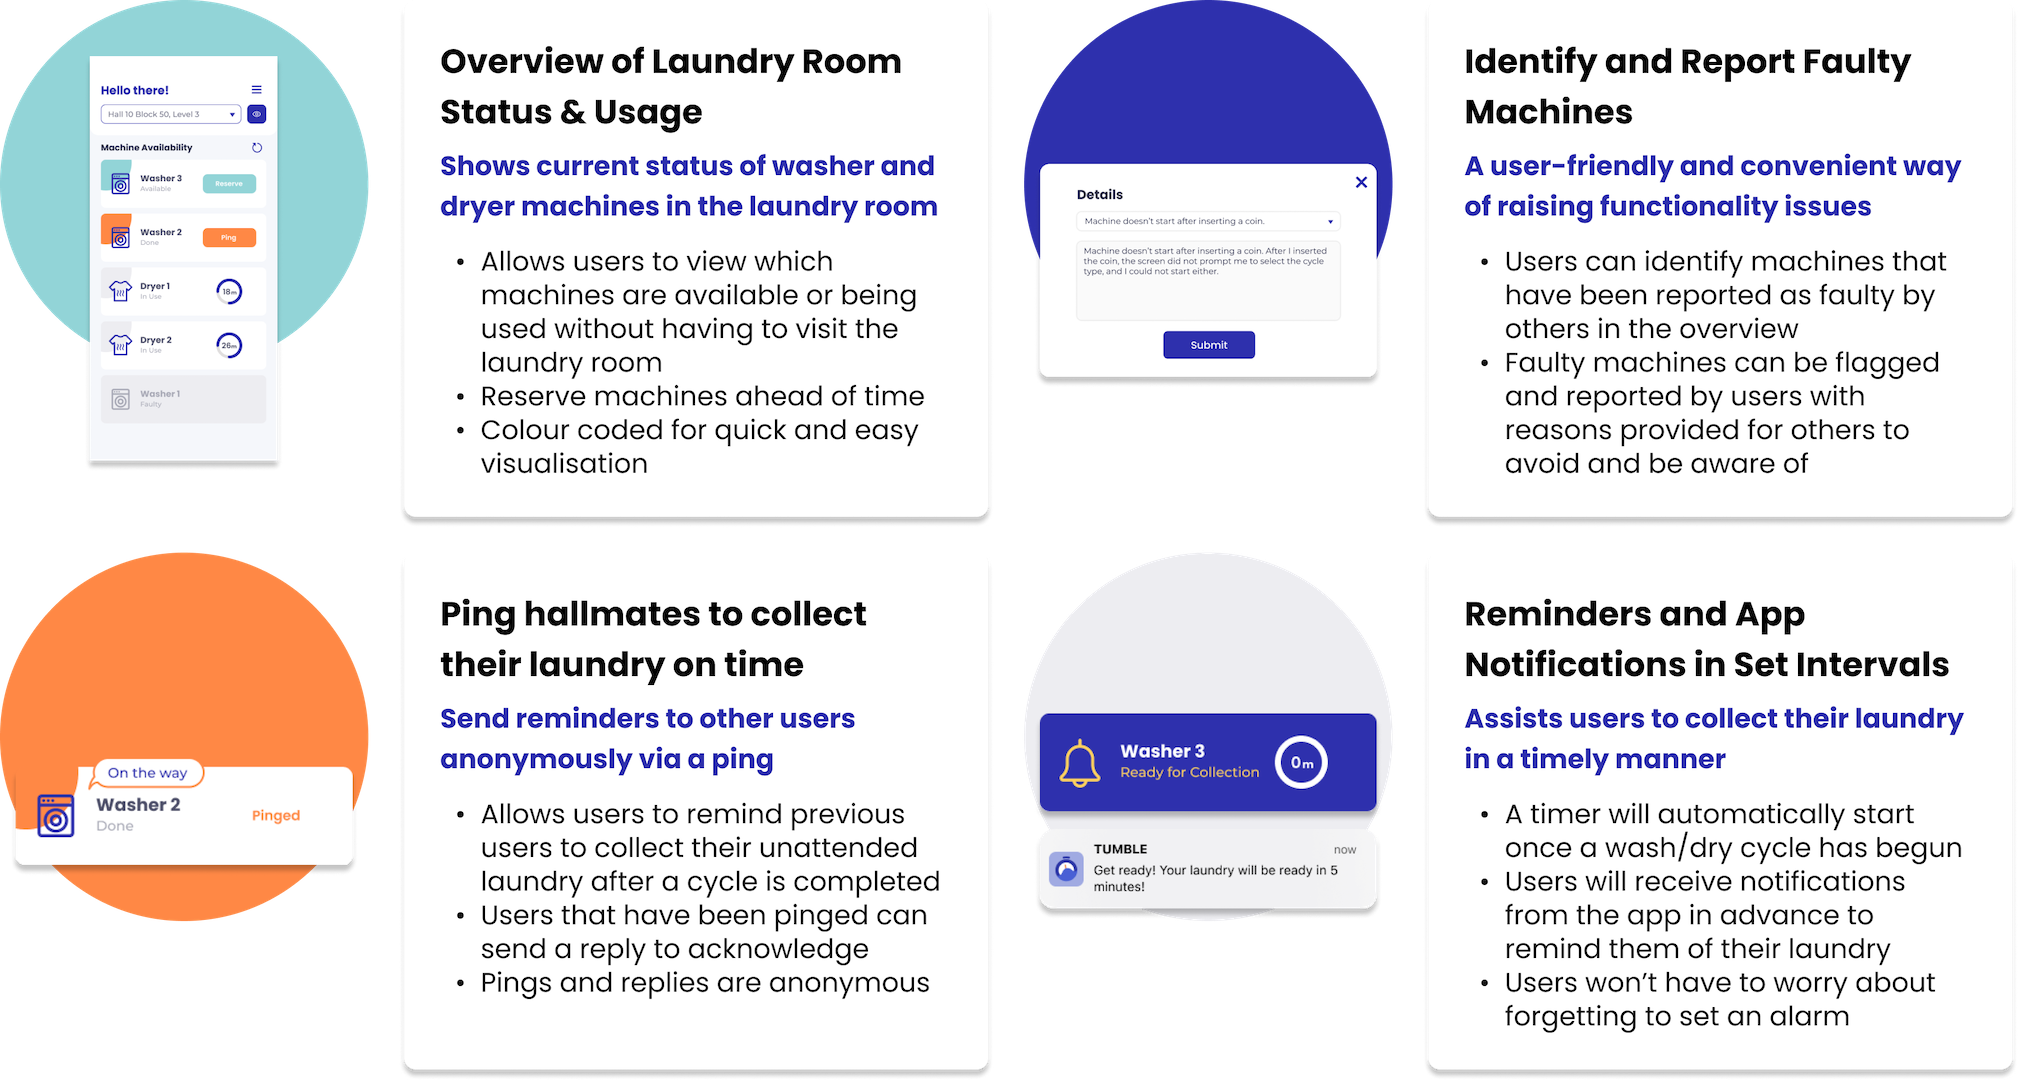 Hello there!
Hall 10 Block 50, Level 3
Machine Availability
Washer 3
Available
Reserve
Washer 2
Done
Ping
Dryer 1
In Use
18m
Dryer 2
In Use
26m
Washer 1
Faulty
Overview of Laundry Room
Status & Usage
Shows current status of washer and
dryer machines in the laundry room
• Allows users to view which
machines are available or being
used without having to visit the
laundry room
• Reserve machines ahead of time
• Colour coded for quick and easy
visualisation
Details
Machine doesn't start after inserting a coin.
Machine doesn't start after inserting a coin. After I inserted
the coin, the screen did not prompt me to select the cycle
type, and I could not start either.
Submit
Identify and Report Faulty
Machines
A user-friendly and convenient way
of raising functionality issues
• Users can identify machines that
have been reported as faulty by
others in the overview
• Faulty machines can be flagged
and reported by users with
reasons provided for others to
avoid and be aware of
On the way
Washer 2
Done
Pinged
Ping hallmates to collect
their laundry on time
Send reminders to other users
anonymously via a ping
• Allows users to remind previous
users to collect their unattended
laundry after a cycle is completed
• Users that have been pinged can
send a reply to acknowledge
• Pings and replies are anonymous
Washer 3
Ready for Collection
0m
TUMBLE
now
Get ready! Your laundry will be ready in 5
minutes!
Reminders and App
Notifications in Set Intervals
Assists users to collect their laundry
in a timely manner
• A timer will automatically start
once a wash/dry cycle has begun
• Users will receive notifications
from the app in advance to
remind them of their laundry
• Users won't have to worry about
forgetting to set an alarm